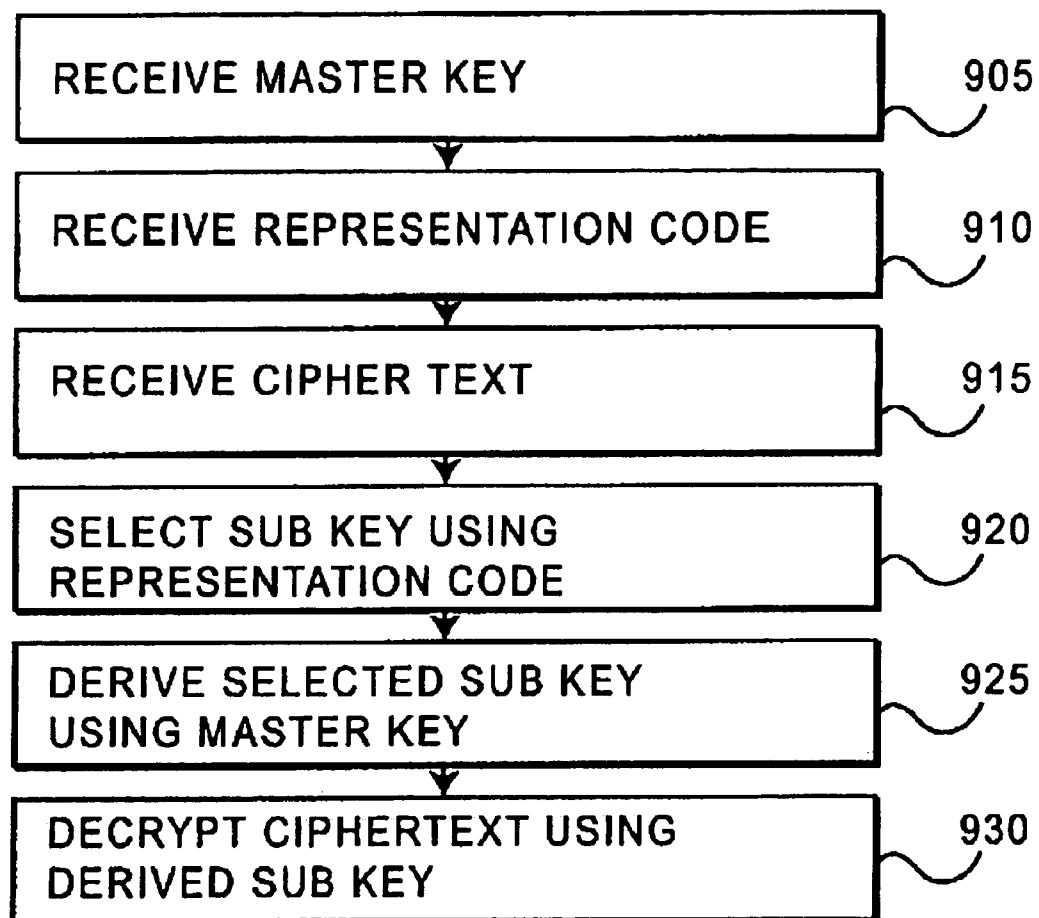 RECEIVE MASTER KEY
905
RECEIVE REPRESENTATION CODE
910
RECEIVE CIPHER TEXT
915
SELECT SUB KEY USING
REPRESENTATION CODE
920
DERIVE SELECTED SUB KEY
USING MASTER KEY
925
DECRYPT CIPHERTEXT USING
DERIVED SUB KEY
930